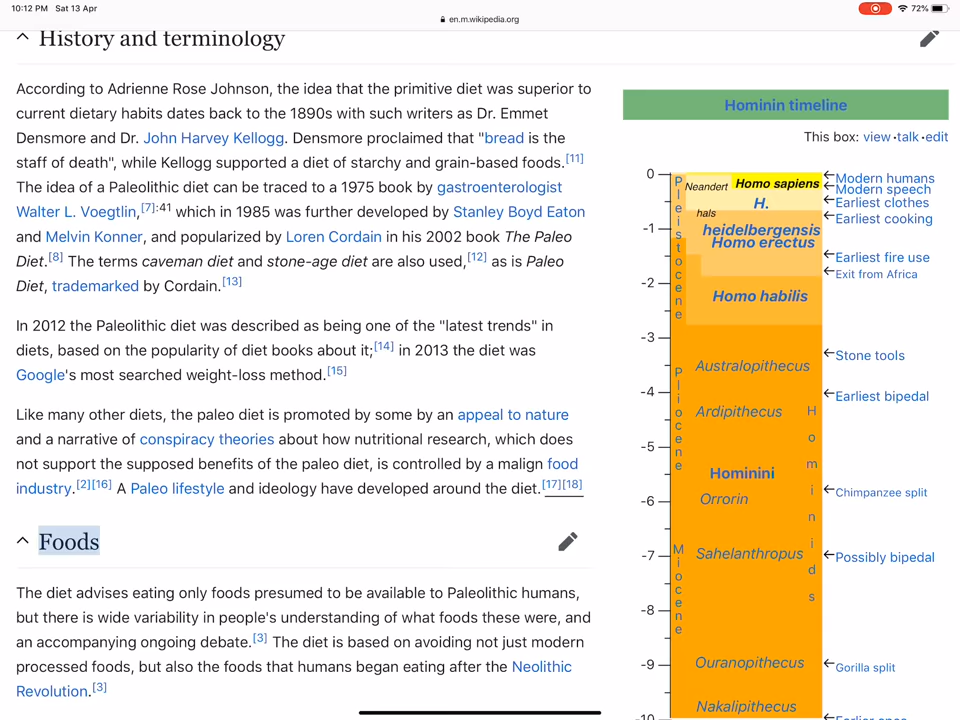 10:12 PM Sat 13 Apr
72%
en.m.wikipedia.org
History and terminology
According to Adrienne Rose Johnson, the idea that the primitive diet was superior to
current dietary habits dates back to the 1890s with such writers as Dr. Emmet
Densmore and Dr. John Harvey Kellogg. Densmore proclaimed that "bread is the
staff of death", while Kellogg supported a diet of starchy and grain-based foods.[11]
The idea of a Paleolithic diet can be traced to a 1975 book by gastroenterologist
Walter L. Voegtlin,[7]:41 which in 1985 was further developed by Stanley Boyd Eaton
and Melvin Konner, and popularized by Loren Cordain in his 2002 book The Paleo
Diet.[8] The terms caveman diet and stone-age diet are also used,[12] as is Paleo
Diet, trademarked by Cordain.[13]
In 2012 the Paleolithic diet was described as being one of the "latest trends" in
diets, based on the popularity of diet books about it;[14] in 2013 the diet was
Google's most searched weight-loss method.[15]
Like many other diets, the paleo diet is promoted by some by an appeal to nature
and a narrative of conspiracy theories about how nutritional research, which does
not support the supposed benefits of the paleo diet, is controlled by a malign food
industry.[2][16] A Paleo lifestyle and ideology have developed around the diet.[17][18]
Foods
The diet advises eating only foods presumed to be available to Paleolithic humans,
but there is wide variability in people's understanding of what foods these were, and
an accompanying ongoing debate.[3] The diet is based on avoiding not just modern
processed foods, but also the foods that humans began eating after the Neolithic
Revolution.[3]
Hominin timeline
This box: view • talk • edit
0
-1
-2
-3
-4
-5
-6
-7
-8
-9
-10
Pleistocene
Pliocene
Miocene
Hominids
Neandert
hals
Homo sapiens
H.
heidelbergensis
Homo erectus
Homo habilis
Australopithecus
Ardipithecus
Hominini
Orrorin
Sahelanthropus
Ouranopithecus
Nakalipithecus
←Modern humans
←Modern speech
←Earliest clothes
←Earliest cooking
←Earliest fire use
←Exit from Africa
←Stone tools
←Earliest bipedal
←Chimpanzee split
←Possibly bipedal
←Gorilla split